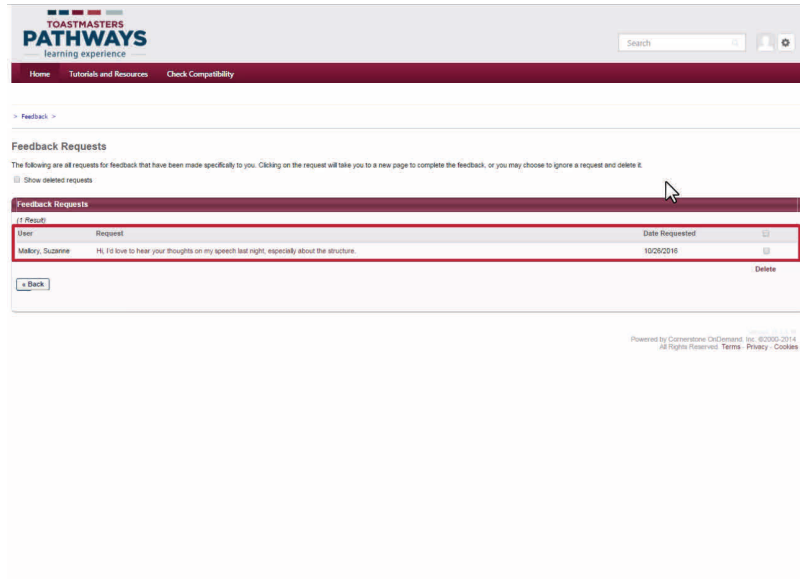 TOASTMASTERS
PATHWAYS
learning experience
Search
Home Tutorials and Resources Check Compatibility
> Feedback >
Feedback Requests
The following are all requests for feedback that have been made specifically to you. Clicking on the request will take you to a new page to complete the feedback, or you may choose to ignore a request and delete it.
Show deleted requests
Feedback Requests
(1 Result)
User Request Date Requested
Mallory, Suzanne Hi, I'd love to hear your thoughts on my speech last night, especially about the structure. 10/26/2016
Delete
« Back
Powered by Cornerstone OnDemand, Inc. ©2000-2014
All Rights Reserved. Terms - Privacy - Cookies